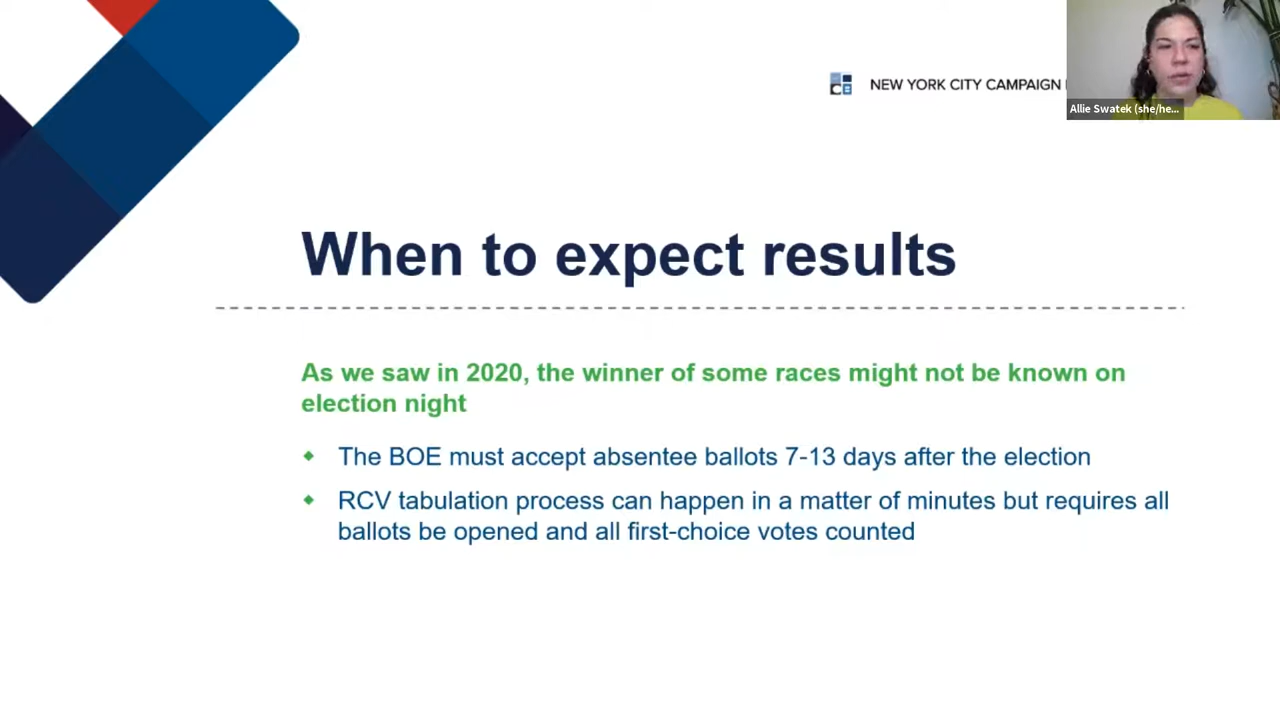 NEW YORK CITY CAMPAIGN
Allie Swatek (she/he...
When to expect results
As we saw in 2020, the winner of some races might not be known on
election night
The BOE must accept absentee ballots 7-13 days after the election
RCV tabulation process can happen in a matter of minutes but requires all
ballots be opened and all first-choice votes counted